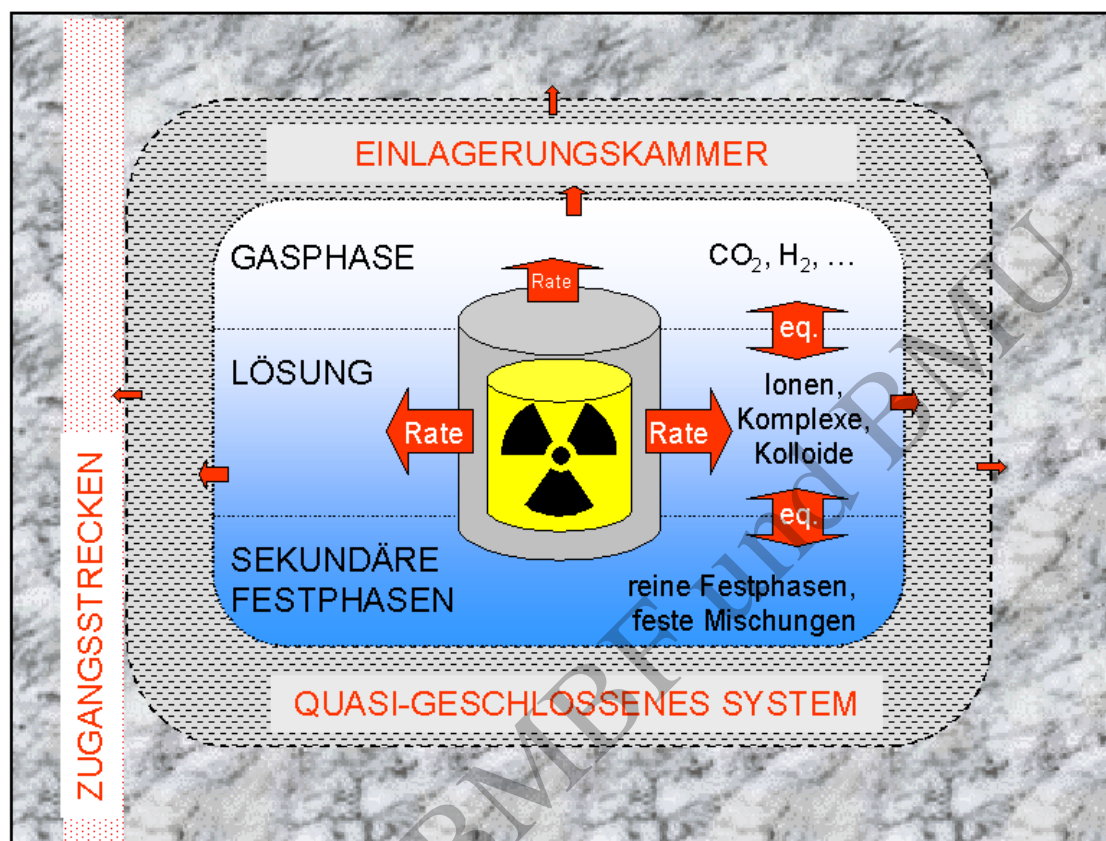 EINLAGERUNGSKAMMER
GASPHASE
CO₂, H₂, ...
Rate
eq.
LÖSUNG
Ionen,
Komplexe,
Kolloide
Rate
Rate
eq.
SEKUNDÄRE
FESTPHASEN
reine Festphasen,
feste Mischungen
QUASI-GESCHLOSSENES SYSTEM
ZUGANGSSTRECKEN
BMBF und BMU